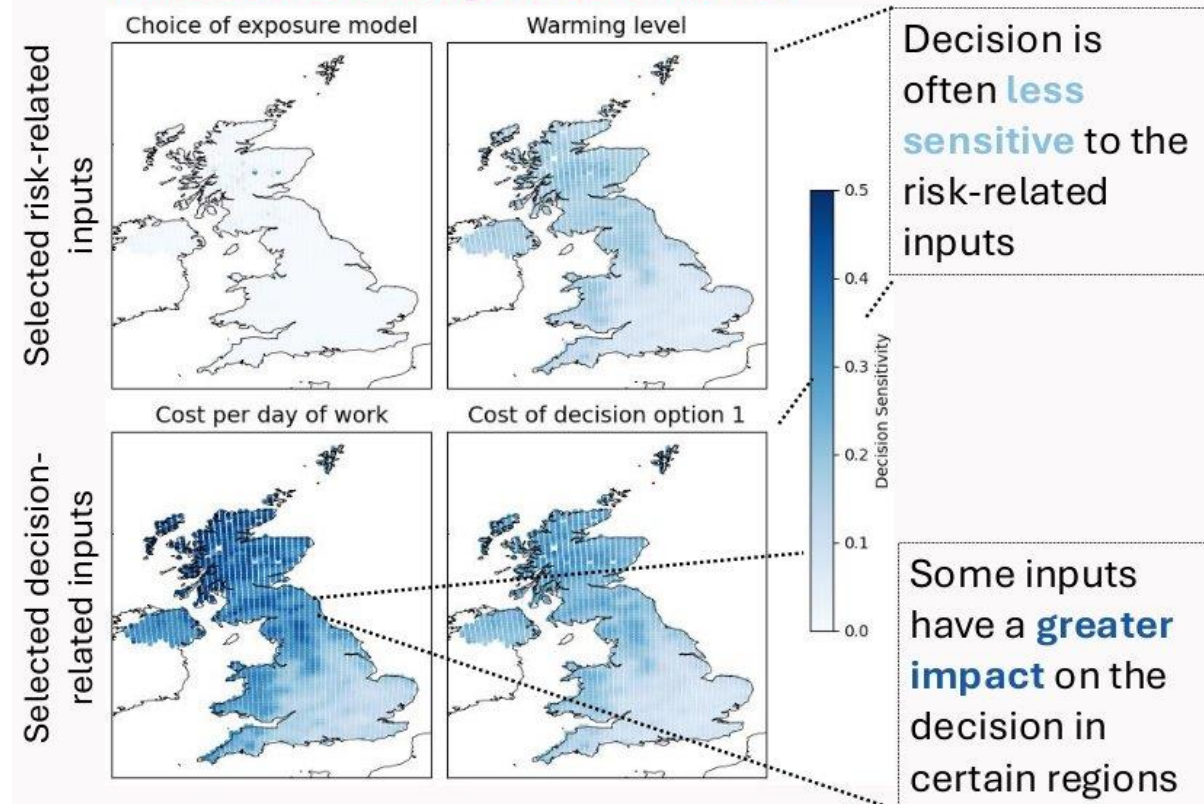 Choice of exposure model
Warming level
Selected risk-related
inputs
Decision is
often less
sensitive to the
risk-related
inputs
0.5
0.4
0.3
0.2
0.1
0.0
Decision Sensitivity
Cost per day of work
Cost of decision option 1
Selected decision-
related inputs
Some inputs
have a greater
impact on the
decision in
certain regions